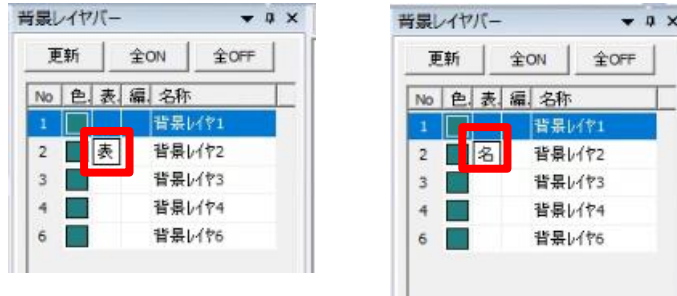 背景レイヤバー
更新 全ON 全OFF
No 色. 表. 編. 名称
1 背景レイヤ1
2 表 背景レイヤ2
3 背景レイヤ3
4 背景レイヤ4
6 背景レイヤ6
背景レイヤバー
更新 全ON 全OFF
No 色. 表. 編. 名称
1 背景レイヤ1
2 名 背景レイヤ2
3 背景レイヤ3
4 背景レイヤ4
6 背景レイヤ6